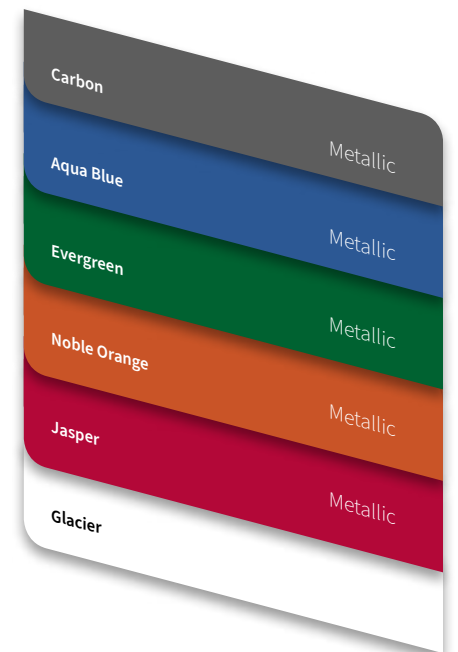 Carbon
Metallic
Aqua Blue
Metallic
Evergreen
Metallic
Noble Orange
Metallic
Jasper
Metallic
Glacier